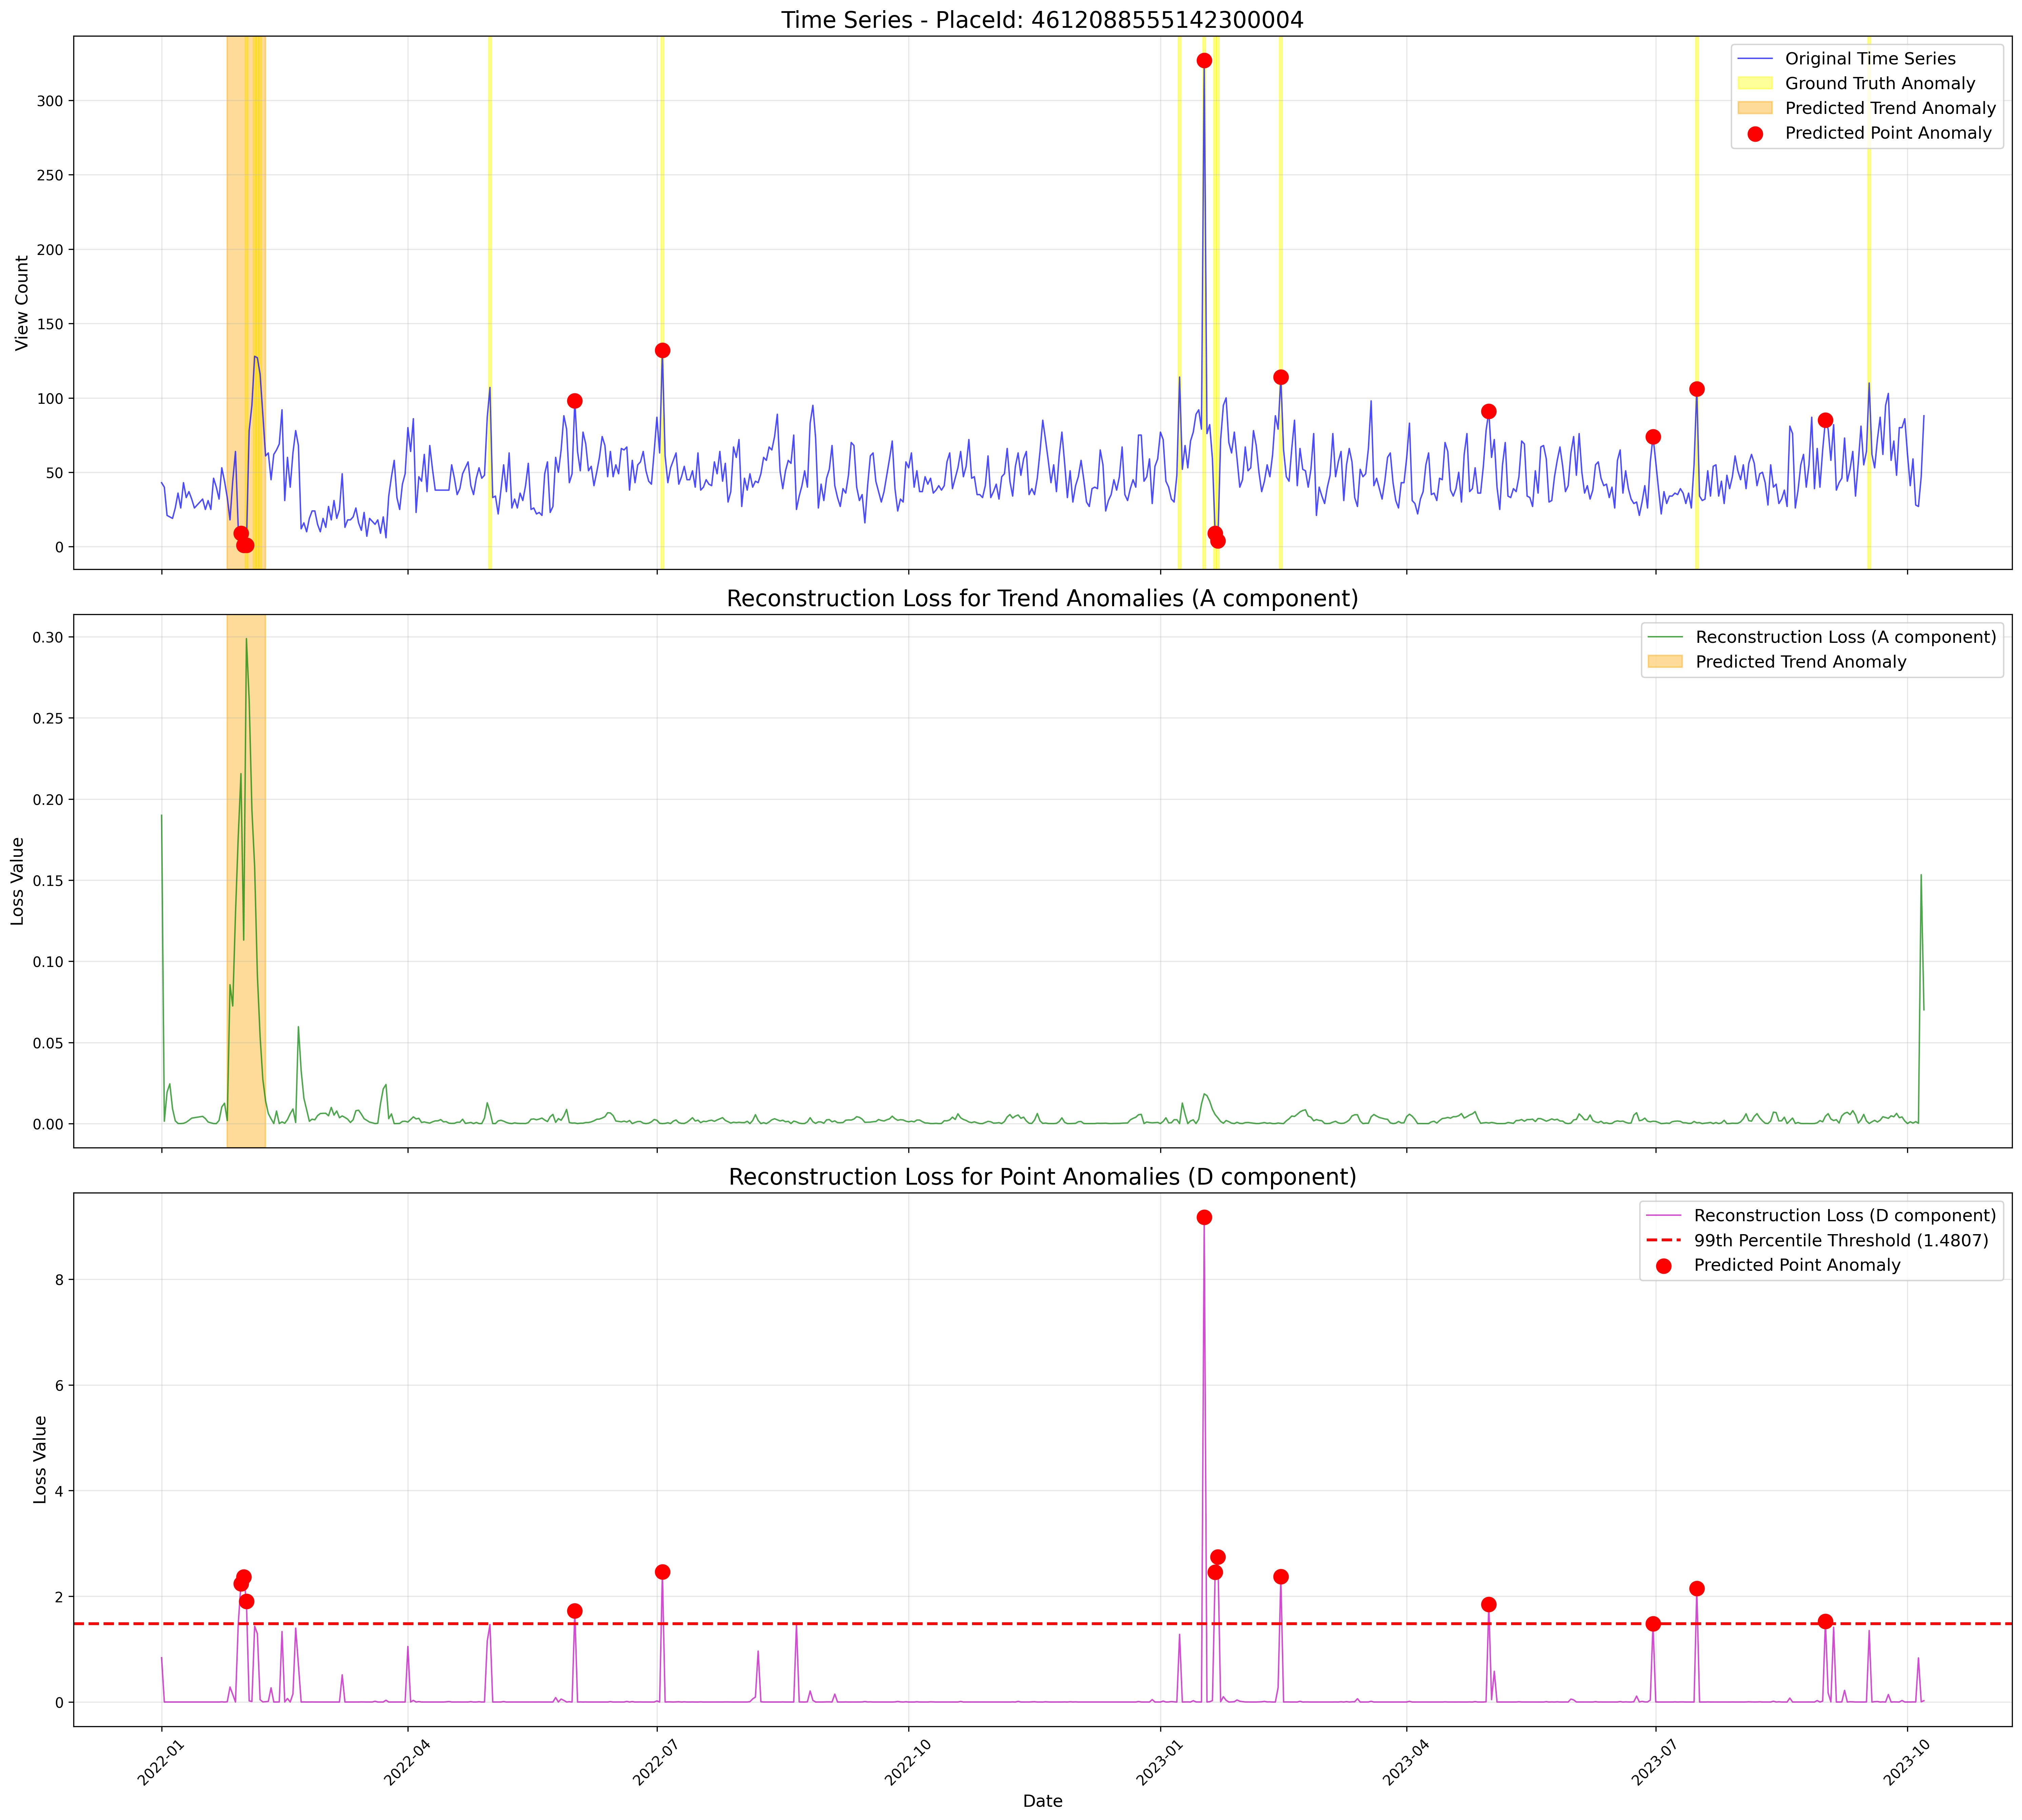 Time Series - PlaceId: 4612088555142300004
Original Time Series
Ground Truth Anomaly
Predicted Trend Anomaly
Predicted Point Anomaly
View Count
300
250
200
150
100
50
0
Reconstruction Loss for Trend Anomalies (A component)
Reconstruction Loss (A component)
Predicted Trend Anomaly
Loss Value
0.30
0.25
0.20
0.15
0.10
0.05
0.00
Reconstruction Loss for Point Anomalies (D component)
Reconstruction Loss (D component)
99th Percentile Threshold (1.4807)
Predicted Point Anomaly
Loss Value
8
6
4
2
0
2022-01
2022-04
2022-07
2022-10
2023-01
2023-04
2023-07
2023-10
Date